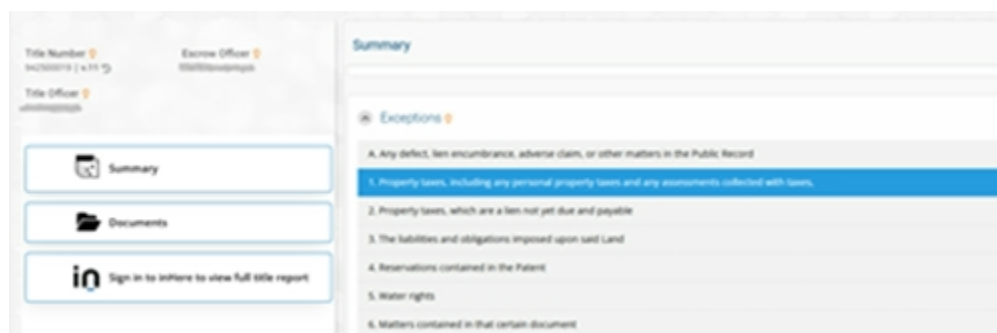 Title Number
Escrow Officer
Title Officer
Summary
Documents
Sign in to inHere to view full title report
Summary
Exceptions
A. Any defect, lien encumbrance, adverse claim, or other matters in the Public Record
1. Property taxes, including any personal property taxes and any assessments collected with taxes,
2. Property taxes, which are a lien not yet due and payable
3. The liabilities and obligations imposed upon said Land
4. Reservations contained in the Patent
5. Water rights
6. Matters contained in that certain document